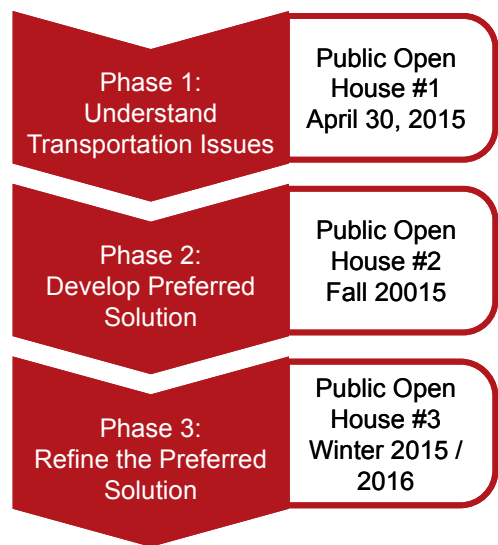 Phase 1:
Understand
Transportation Issues
Public Open
House #1
April 30, 2015
Phase 2:
Develop Preferred
Solution
Public Open
House #2
Fall 20015
Phase 3:
Refine the Preferred
Solution
Public Open
House #3
Winter 2015 /
2016